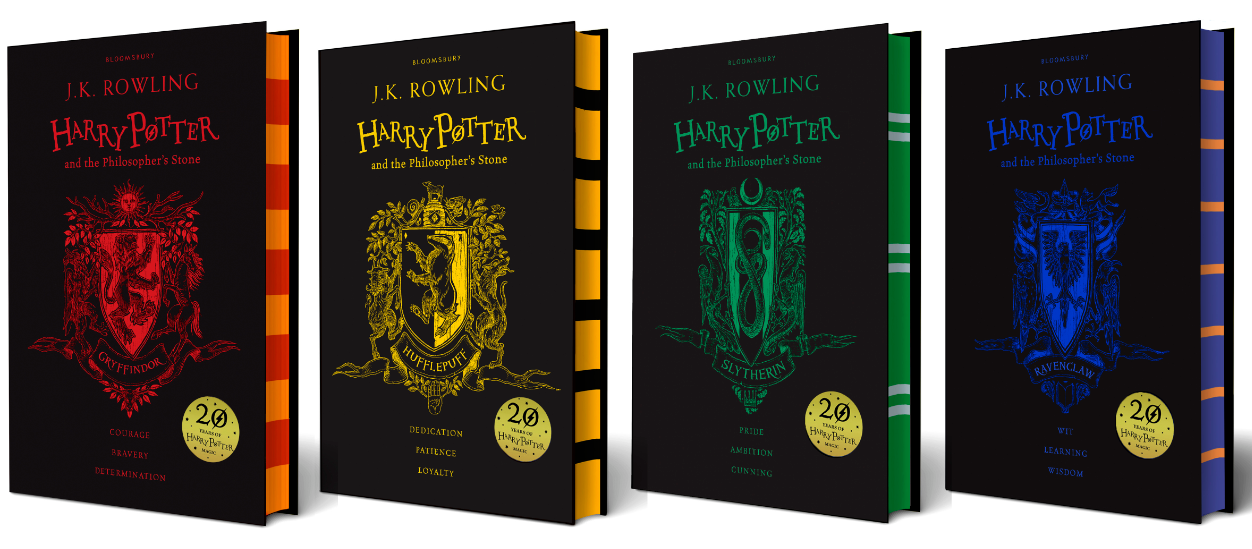 BLOOMSBURY
J.K. ROWLING
HARRY POTTER
and the Philosopher's Stone
GRYFFINDOR
20
YEARS OF
HARRY POTTER
MAGIC
COURAGE
BRAVERY
DETERMINATION
BLOOMSBURY
J.K. ROWLING
HARRY POTTER
and the Philosopher's Stone
HUFFLEPUFF
20
YEARS OF
HARRY POTTER
MAGIC
DEDICATION
PATIENCE
LOYALTY
BLOOMSBURY
J.K. ROWLING
HARRY POTTER
and the Philosopher's Stone
SLYTHERIN
20
YEARS OF
HARRY POTTER
MAGIC
PRIDE
AMBITION
CUNNING
BLOOMSBURY
J.K. ROWLING
HARRY POTTER
and the Philosopher's Stone
RAVENCLAW
20
YEARS OF
HARRY POTTER
MAGIC
WIT
LEARNING
WISDOM